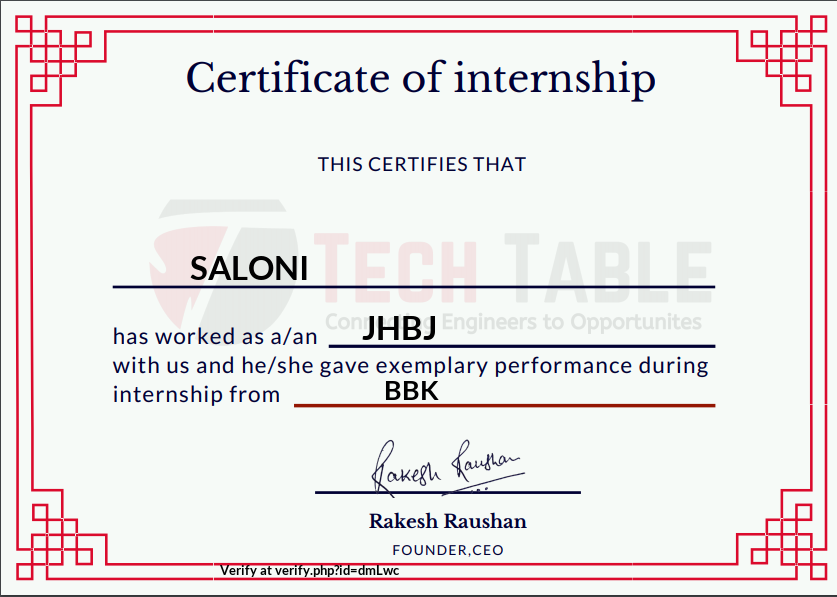 Certificate of internship
THIS CERTIFIES THAT
TECH TABLE
SALONI
Connecting Engineers to Opportunites
has worked as a/an JHBJ
with us and he/she gave exemplary performance during
internship from BBK
Rakesh Raushan
Rakesh Raushan
FOUNDER,CEO
Verify at verify.php?id=dmLwc